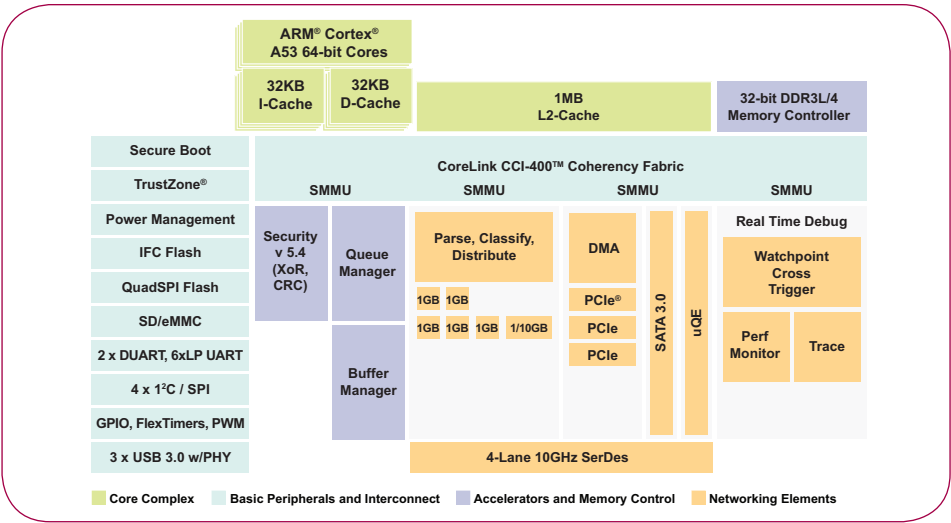 ARM® Cortex®
A53 64-bit Cores
32KB
I-Cache
32KB
D-Cache
1MB
L2-Cache
32-bit DDR3L/4
Memory Controller
Secure Boot
TrustZone®
Power Management
IFC Flash
QuadSPI Flash
SD/eMMC
2 x DUART, 6xLP UART
4 x 1²C / SPI
GPIO, FlexTimers, PWM
3 x USB 3.0 w/PHY
CoreLink CCI-400™ Coherency Fabric
SMMU SMMU SMMU SMMU
Security
v 5.4
(XoR,
CRC)
Queue
Manager
Buffer
Manager
Parse, Classify,
Distribute
1GB 1GB
1GB 1GB 1GB 1/10GB
DMA
PCIe®
PCIe
PCIe
SATA 3.0
uQE
Real Time Debug
Watchpoint
Cross
Trigger
Perf
Monitor
Trace
4-Lane 10GHz SerDes
Core Complex Basic Peripherals and Interconnect Accelerators and Memory Control Networking Elements